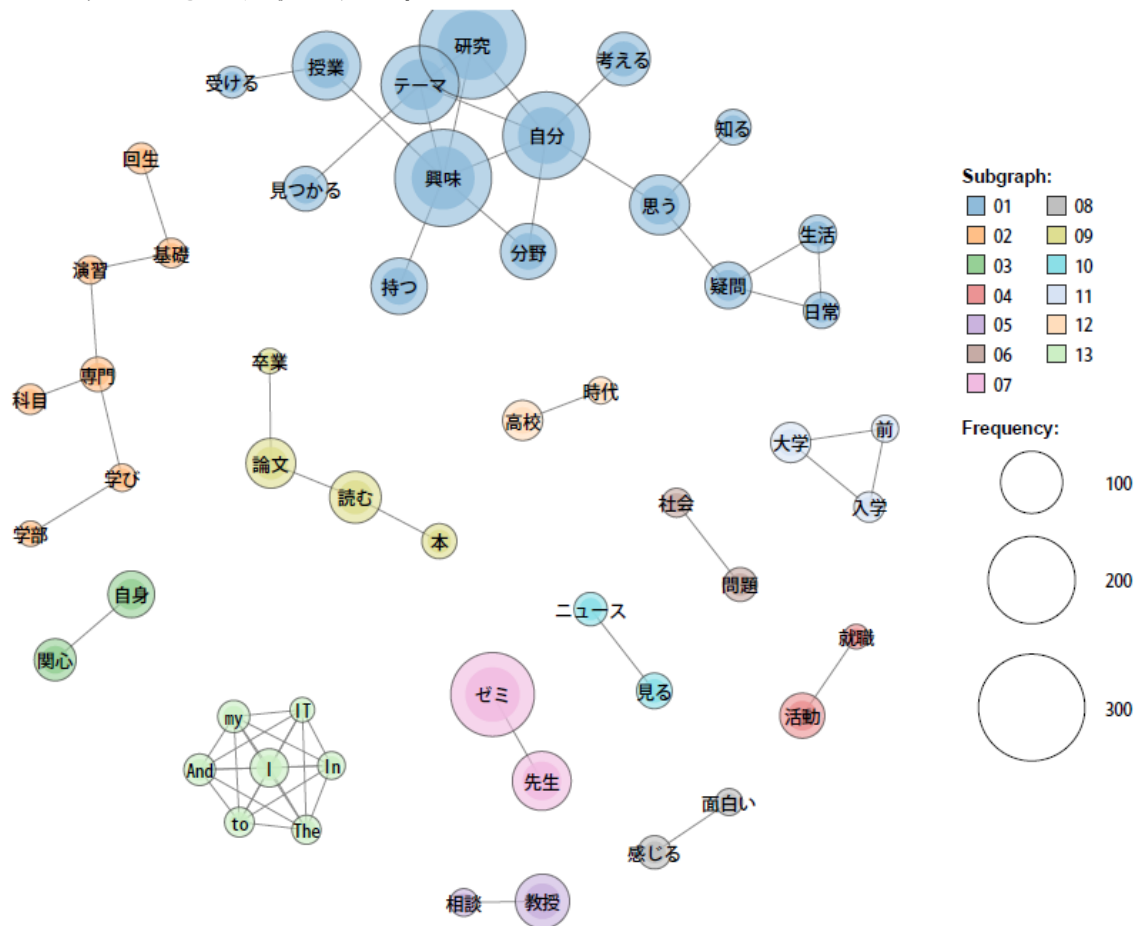 研究
授業
受ける
テーマ
考える
自分
知る
回生
興味
見つかる
思う
基礎
演習
分野
生活
持つ
疑問
日常
卒業
専門
科目
時代
高校
大学
前
論文
学び
読む
入学
学部
本
社会
問題
自身
ニュース
関心
就職
ゼミ
見る
活動
my
IT
And
I
In
先生
to
The
面白い
感じる
相談
教授
Subgraph:
01 08
02 09
03 10
04 11
05 12
06 13
07
Frequency:
100
200
300